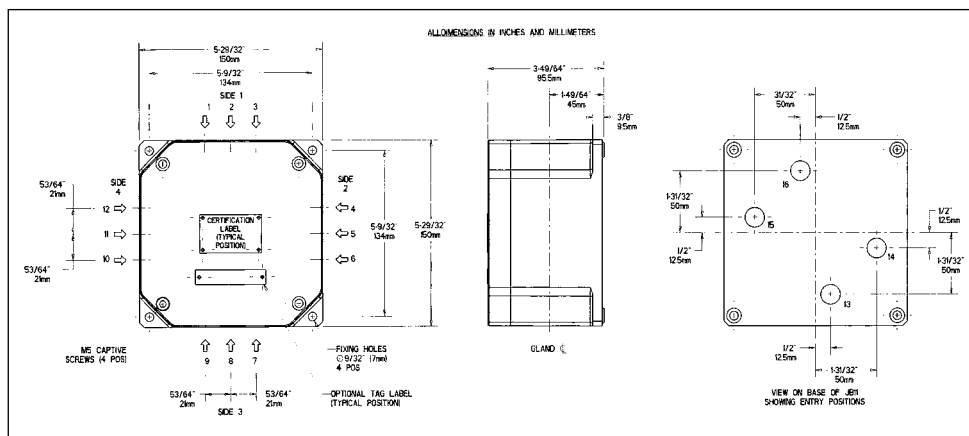 ALLOIMENSIONS IN INCHES AND MILLIMETERS
5-29/32"
150mm
5-9/32"
134mm
SIDE 1
1 2 3
53/64"
21mm
SIDE
4
12
11
10
53/64"
21mm
CERTIFICATION
LABEL
(TYPICAL
POSITION)
SIDE
2
4
5
6
5-9/32"
134mm
5-29/32"
150mm
M5 CAPTIVE
SCREWS (4 POS)
9 8 7
53/64"
21mm
53/64"
21mm
SIDE 3
FIXING HOLES
∅9/32" (7mm)
4 POS
OPTIONAL TAG LABEL
(TYPICAL POSITION)
3-49/64"
95.5mm
1-49/64"
45mm
3/8"
9.5mm
GLAND ℄
31/32"
50mm
1/2"
12.5mm
1-31/32"
50mm
1/2"
12.5mm
16
15
14
13
1/2"
12.5mm
1-31/32"
50mm
1/2"
12.5mm
1-31/32"
50mm
VIEW ON BASE OF JB11
SHOWING ENTRY POSITIONS